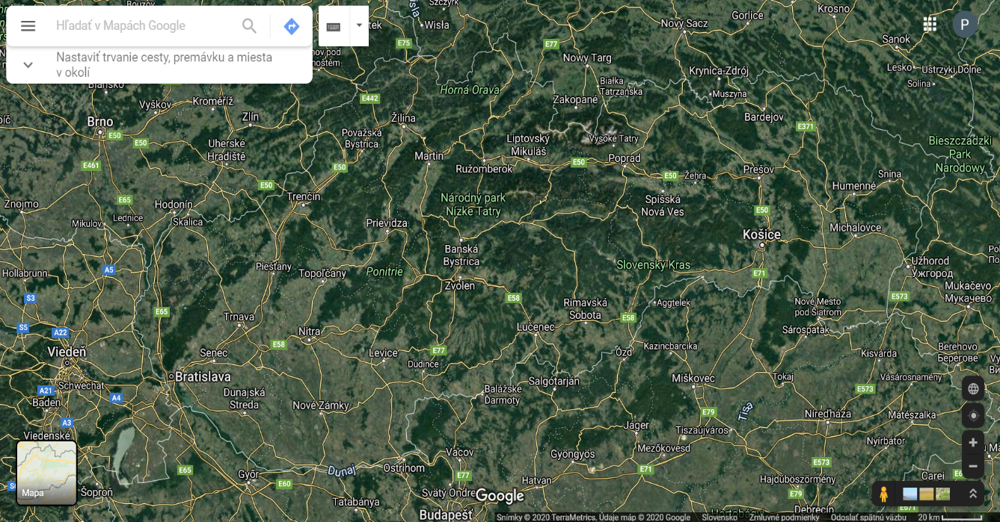 Hľadať v Mapách Google
Nastaviť trvanie cesty, premávku a miesta
v okolí
P
Wisła
E75
E77
Nowy Targ
Nový Sacz
Gorlice
Krosno
Sanok
Lesko
Ustrzyki Dolne
Solina
Krynica-Zdrój
Muszyna
Białka
Tatrzańska
Zakopané
Horná Orava
E442
Blansko
Vyškov
Kroměříž
Brno
E50
E50
Zlín
Žilina
Považská
Bystrica
Uherské
Hradiště
E461
E50
Martin
Liptovský
Mikuláš
Ružomberok
Vysoké Tatry
Poprad
E50
E50
Žehra
Bardejov
E371
Prešov
Snina
Humenné
Bieszczadzki
Park
Narodowy
Znojmo
E65
E50
Hodonín
Trenčín
Národný park
Nízke Tatry
Spišská
Nová Ves
E50
Mikulov
Lednice
Skalica
Prievidza
Michalovce
Košice
Banská
Bystrica
Hollabrunn
A5
Piešťany
Topoľčany
Ponitrie
Slovenský Kras
E71
Užhorod
Ужгород
Zvolen
Mukačevo
Мукачево
S3
E65
E58
Rimavská
Sobota
Aggtelek
E573
Nové Mesto
pod Šiatrom
S5
A22
Trnava
Nitra
E58
Lučenec
Sárospatak
Viedeň
Senec
E58
Levice
E77
Ózd
Kazincbarcika
Kisvárda
Berehovo
Берегове
Dudince
Bratislava
Schwechat
A21
A4
Baden
Dunajská
Streda
Nové Zámky
Balážske
Ďarmoty
Salgótarján
Miškovec
Tokaj
Vásárosnamény
E573
Tisa
E79
A3
Viedenské
Jáger
Tiszaújváros
Níreďháza
Mátészalka
Nyírbátor
Mezőkövesd
Gyöngyös
Vacov
Ostrihom
Dunaj
E65
Győr
E60
E77
E71
Hatvan
E573
Hajdúböszörmény
Carei
Mapa
Šoproň
Tatabánya
Svätý Ondrej
Google
Budapešť
E79
Debrecín
E671
Snímky © 2020 TerraMetrics, Údaje máp © 2020 Google Slovensko Zmluvné podmienky Odoslať spätnú väzbu 20 km